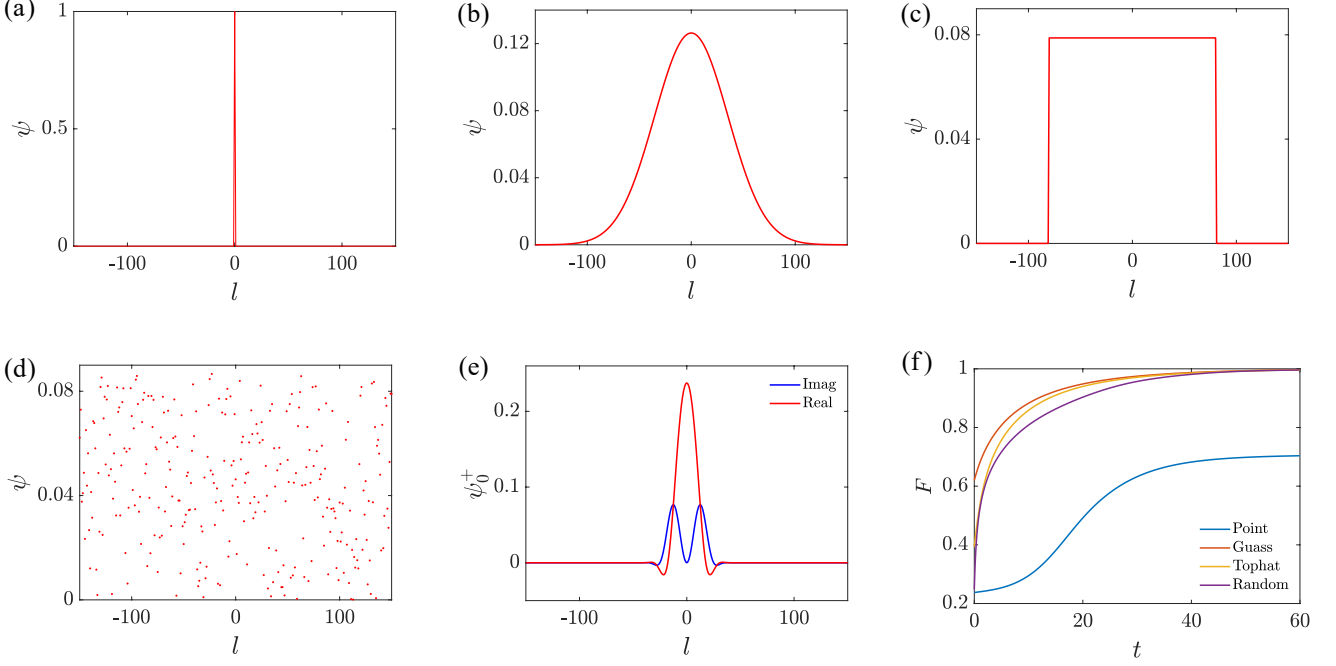 (a)
1
0.5
0
ψ
-100 0 100
l
(b)
0.12
0.08
0.04
0
ψ
-100 0 100
l
(c)
0.08
0.04
0
ψ
-100 0 100
l
(d)
0.08
0.04
0
ψ
-100 0 100
l
(e)
0.2
0.1
0
ψ₀⁺
Imag
Real
-100 0 100
l
(f)
1
0.8
0.6
0.4
0.2
F
Point
Guass
Tophat
Random
0 20 40 60
t